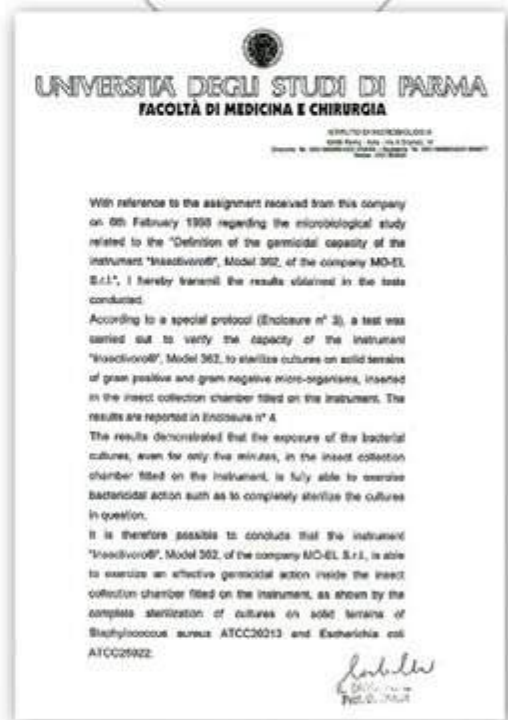 UNIVERSITÀ DEGLI STUDI DI PARMA
FACOLTÀ DI MEDICINA E CHIRURGIA
ISTITUTO DI MICROBIOLOGIA
With reference to the assignment received from this company
on 6th February 1998 regarding the microbiological study
related to the "Definition of the germicidal capacity of the
instrument "Insectivoro®", Model 362, of the company MO-EL
S.r.l.", I hereby transmit the results obtained in the tests
conducted.
According to a special protocol (Enclosure n° 3), a test was
carried out to verify the capacity of the instrument
"Insectivoro®", Model 362, to sterilize cultures on solid terrains
of gram positive and gram negative micro-organisms, inserted
in the insect collection chamber fitted on the instrument. The
results are reported in Enclosure n° 4.
The results demonstrated that the exposure of the bacterial
cultures, even for only five minutes, in the insect collection
chamber fitted on the instrument, is fully able to exercise
bactericidal action such as to completely sterilize the cultures
in question.
It is therefore possible to conclude that the instrument
"Insectivoro®", Model 362, of the company MO-EL S.r.l., is able
to exercize an effective germicidal action inside the insect
collection chamber fitted on the instrument, as shown by the
complete sterilization of cultures on solid terrains of
Staphylococcus aureus ATCC29213 and Escherichia coli
ATCC25922.